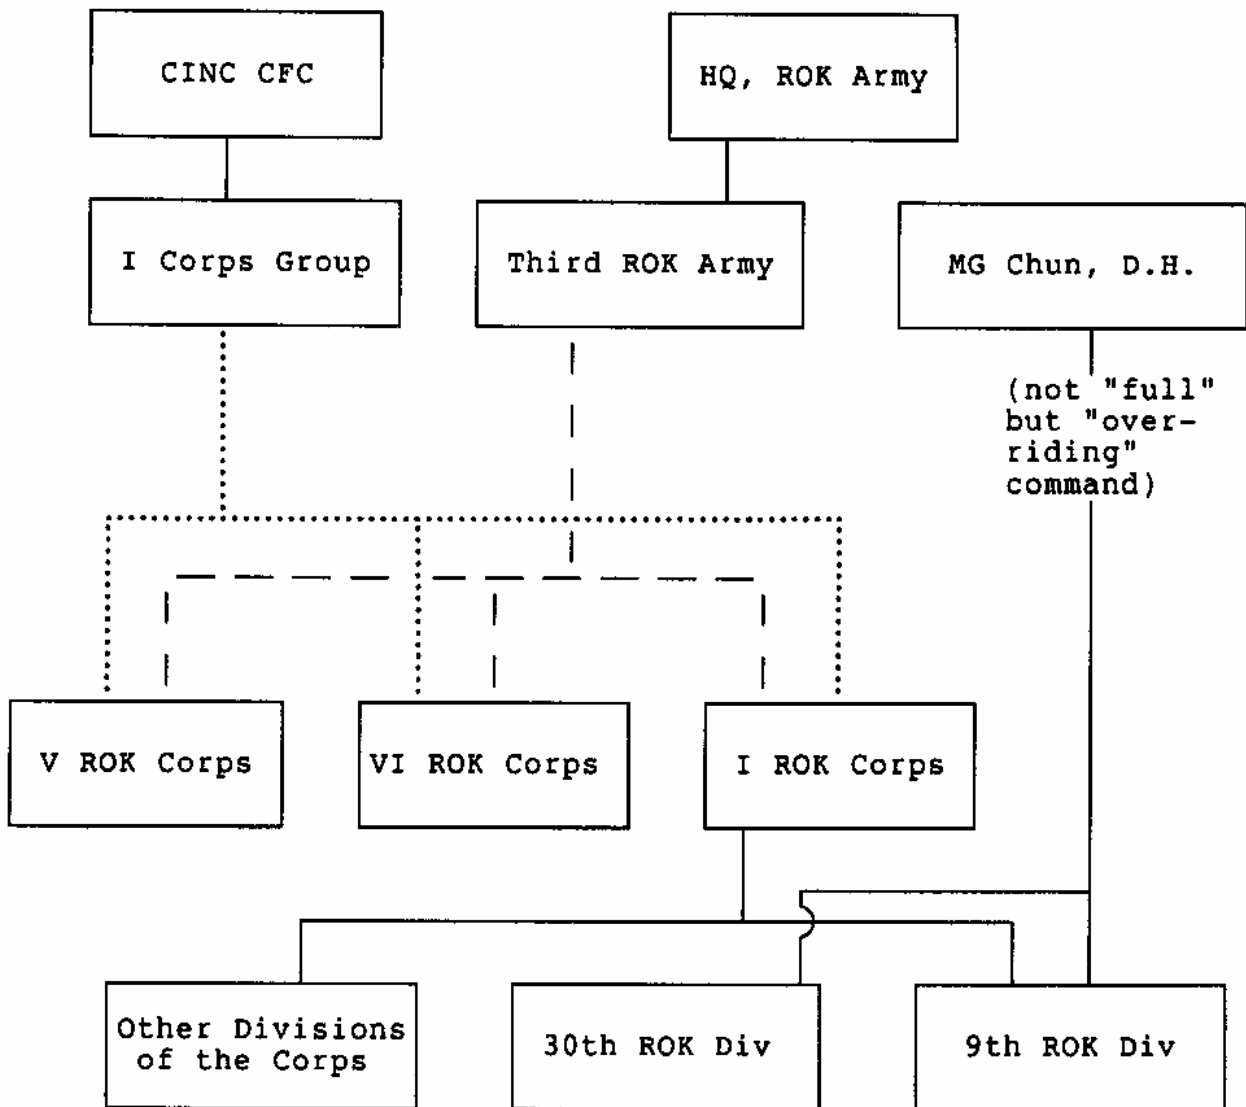 CINC CFC
HQ, ROK Army
I Corps Group
Third ROK Army
MG Chun, D.H.
(not "full"
but "over-
riding"
command)
V ROK Corps
VI ROK Corps
I ROK Corps
Other Divisions
of the Corps
30th ROK Div
9th ROK Div